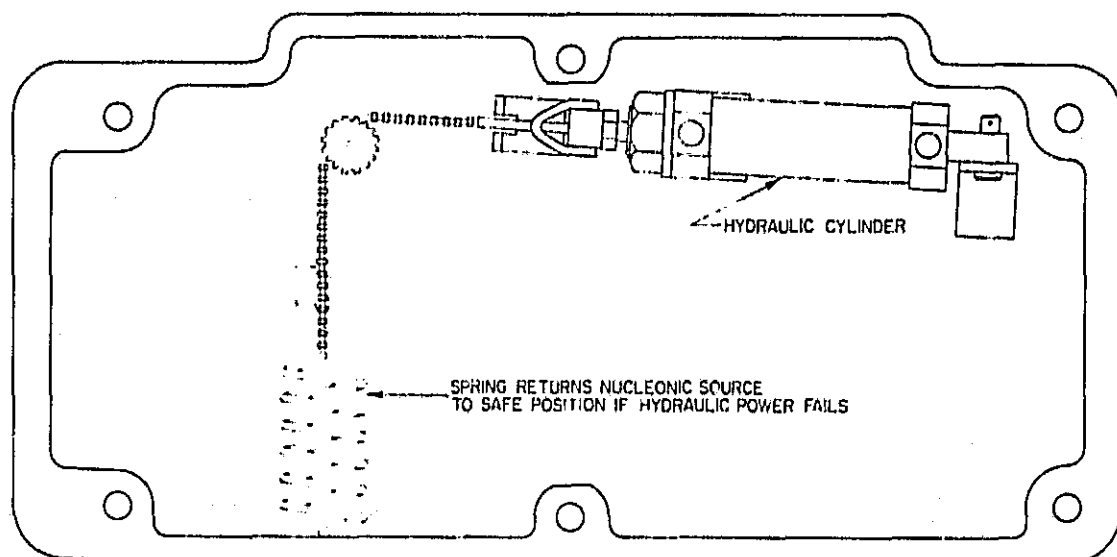 HYDRAULIC CYLINDER
SPRING RETURNS NUCLEONIC SOURCE
TO SAFE POSITION IF HYDRAULIC POWER FAILS